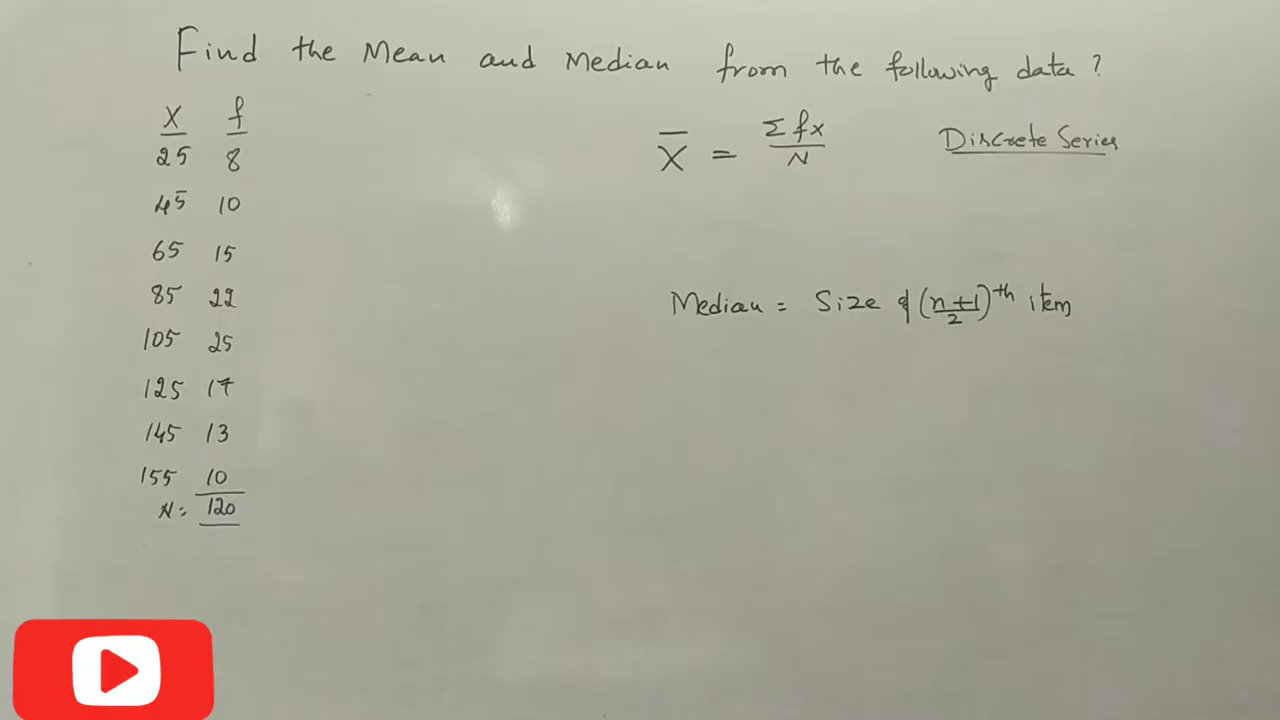 Find the Mean and Median from the following data ?
X f
25 8
45 10
65 15
85 22
105 25
125 17
145 13
155 10
N = 120
X̅ = Σfx/N
Discrete Series
Median = Size of (n+1/2)th item